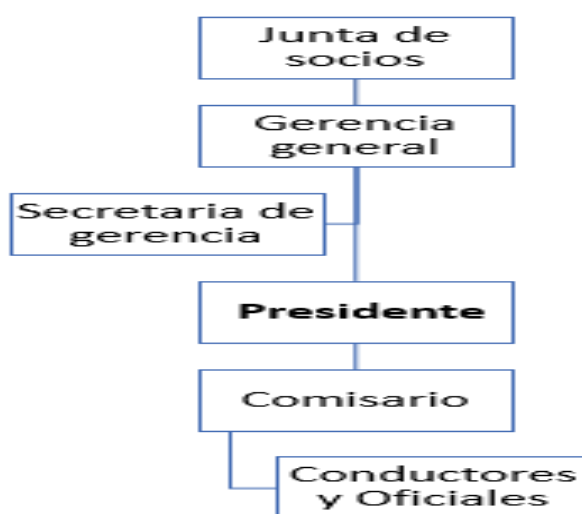 Junta de
socios
Gerencia
general
Secretaria de
gerencia
Presidente
Comisario
Conductores
y Oficiales